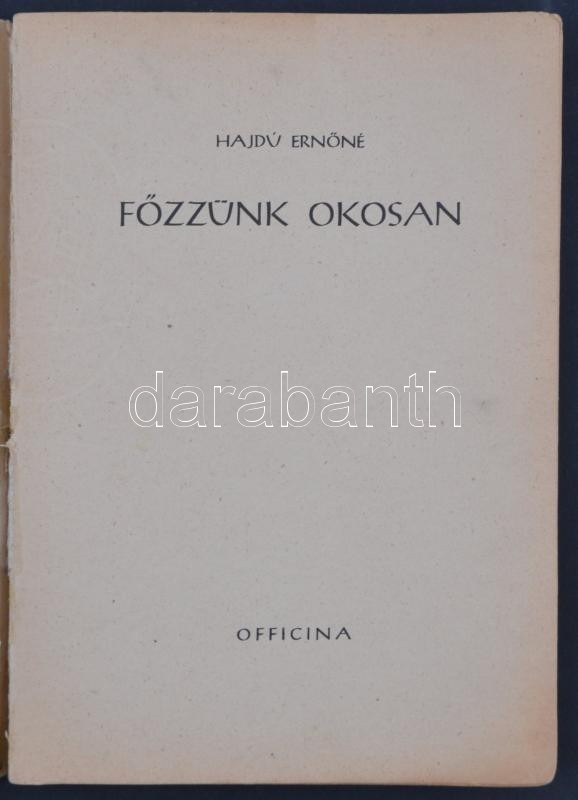 HAJDÚ ERNŐNÉ
FŐZZÜNK OKOSAN
darabanth
OFFICINA